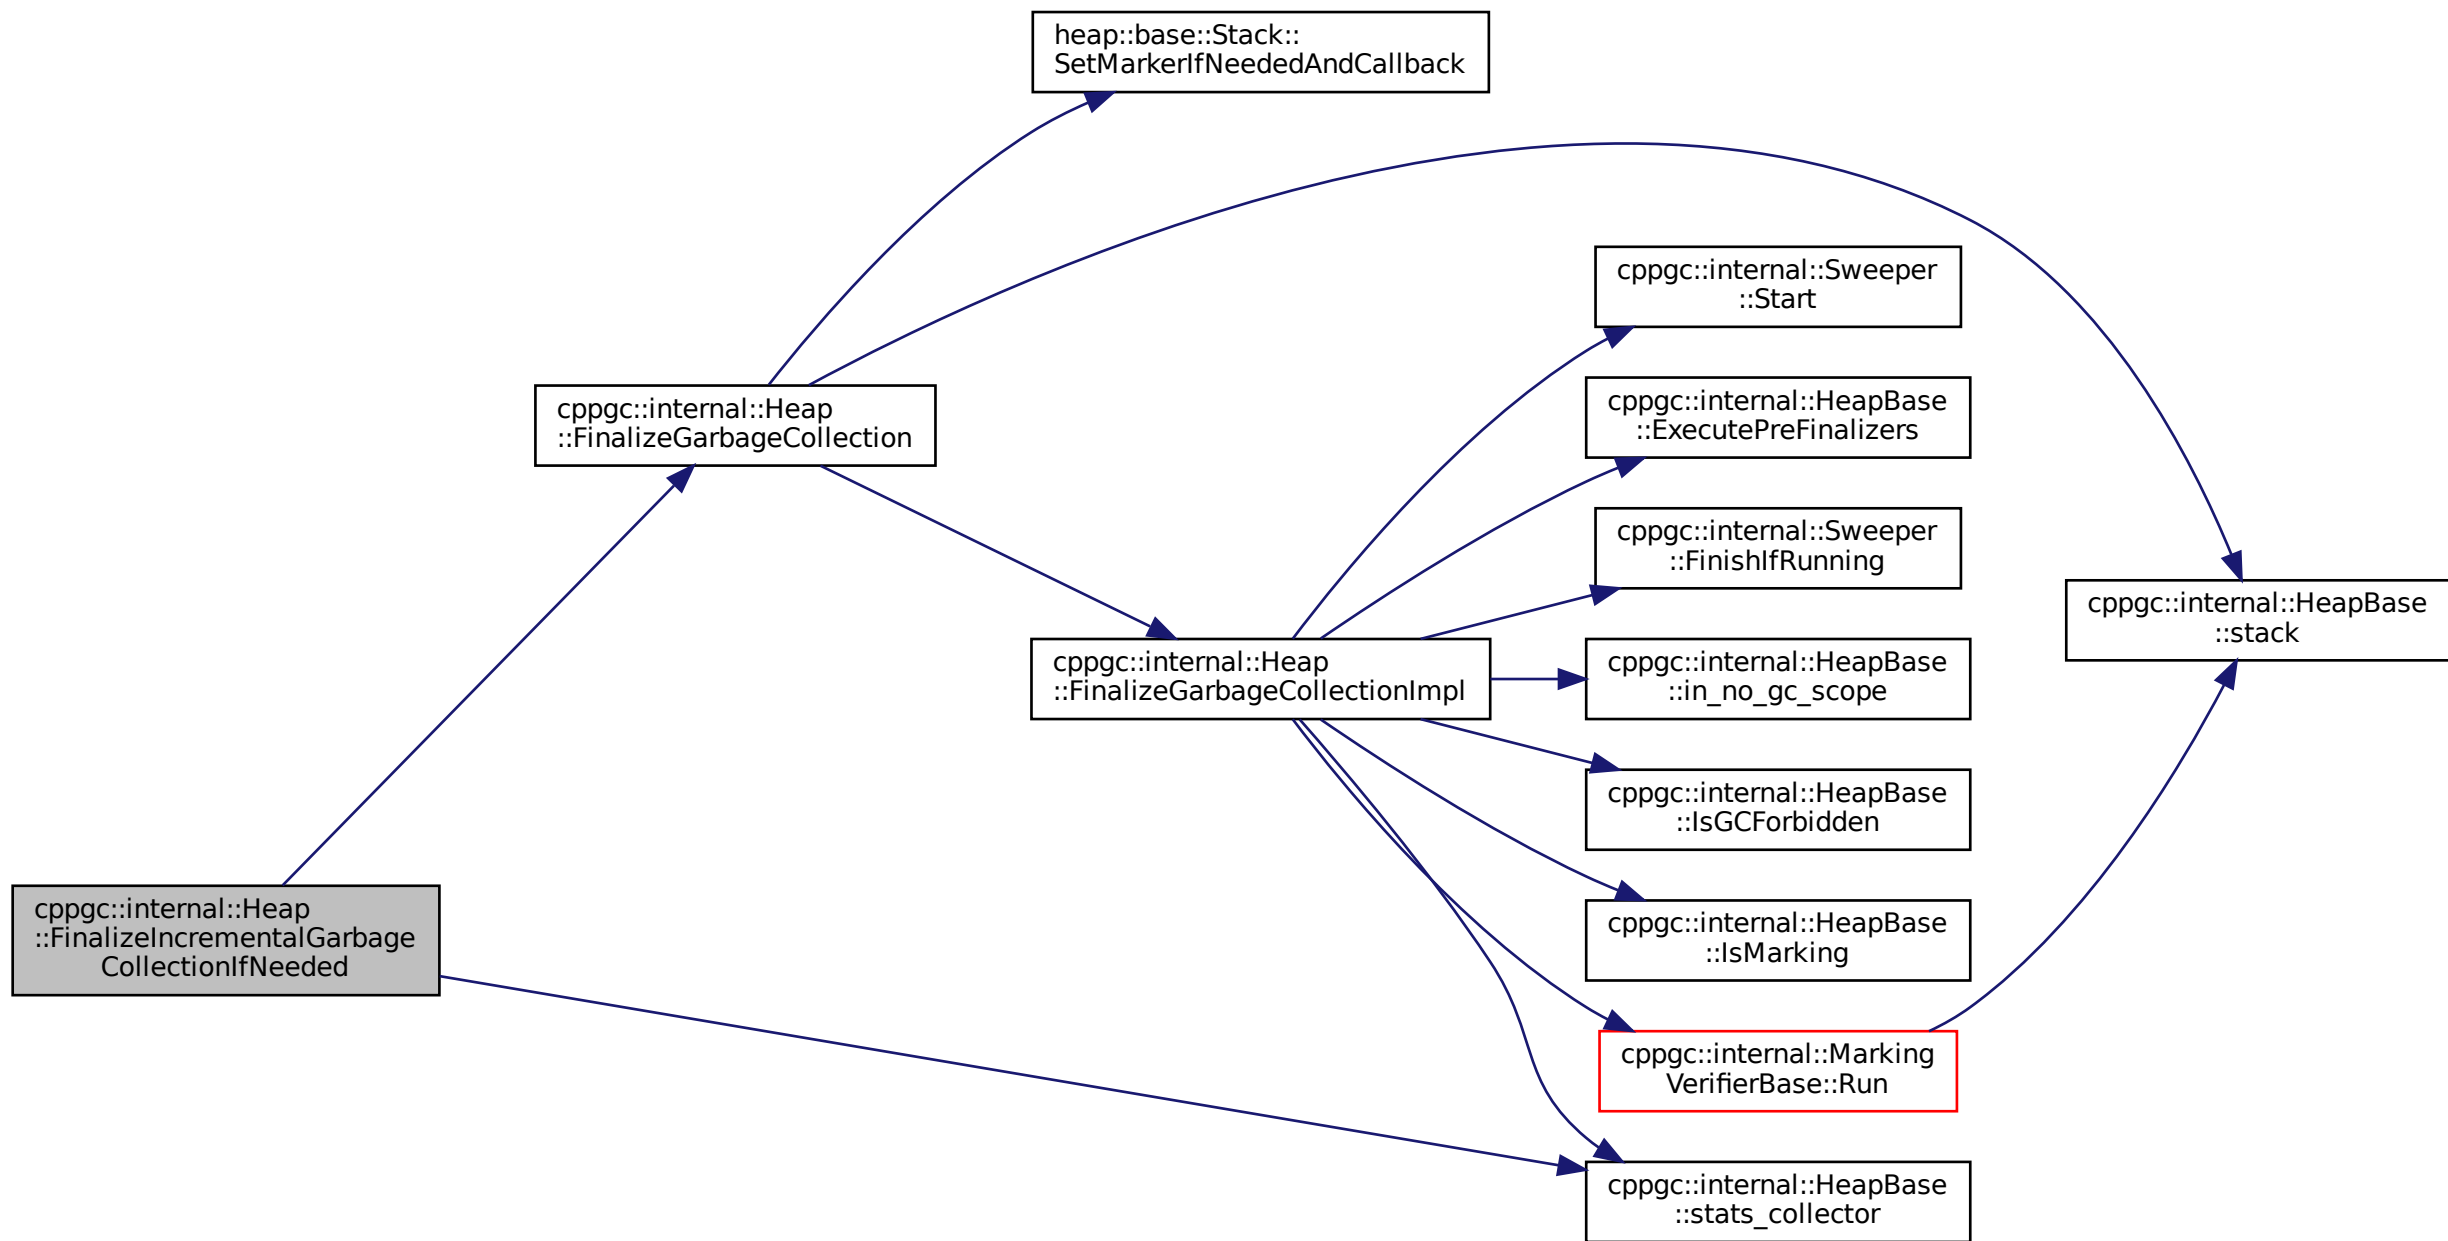 heap::base::Stack::
SetMarkerIfNeededAndCallback
cppgc::internal::Sweeper
::Start
cppgc::internal::Heap
::FinalizeGarbageCollection
cppgc::internal::HeapBase
::ExecutePreFinalizers
cppgc::internal::Sweeper
::FinishIfRunning
cppgc::internal::HeapBase
::stack
cppgc::internal::Heap
::FinalizeGarbageCollectionImpl
cppgc::internal::HeapBase
::in_no_gc_scope
cppgc::internal::HeapBase
::IsGCForbidden
cppgc::internal::Heap
::FinalizeIncrementalGarbage
CollectionIfNeeded
cppgc::internal::HeapBase
::IsMarking
cppgc::internal::Marking
VerifierBase::Run
cppgc::internal::HeapBase
::stats_collector